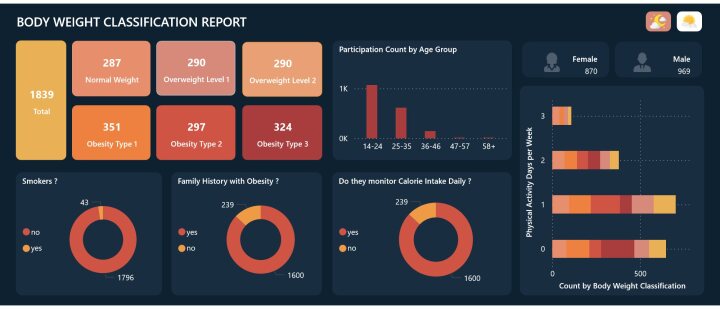 BODY WEIGHT CLASSIFICATION REPORT
1839
Total
287
Normal Weight
290
Overweight Level 1
290
Overweight Level 2
351
Obesity Type 1
297
Obesity Type 2
324
Obesity Type 3
Participation Count by Age Group
1K
0K
14-24
25-35
36-46
47-57
58+
Female
870
Male
969
Smokers ?
43
no
yes
1796
Family History with Obesity ?
239
yes
no
1600
Do they monitor Calorie Intake Daily ?
239
yes
no
1600
Physical Activity Days per Week
3
2
1
0
0
500
Count by Body Weight Classification